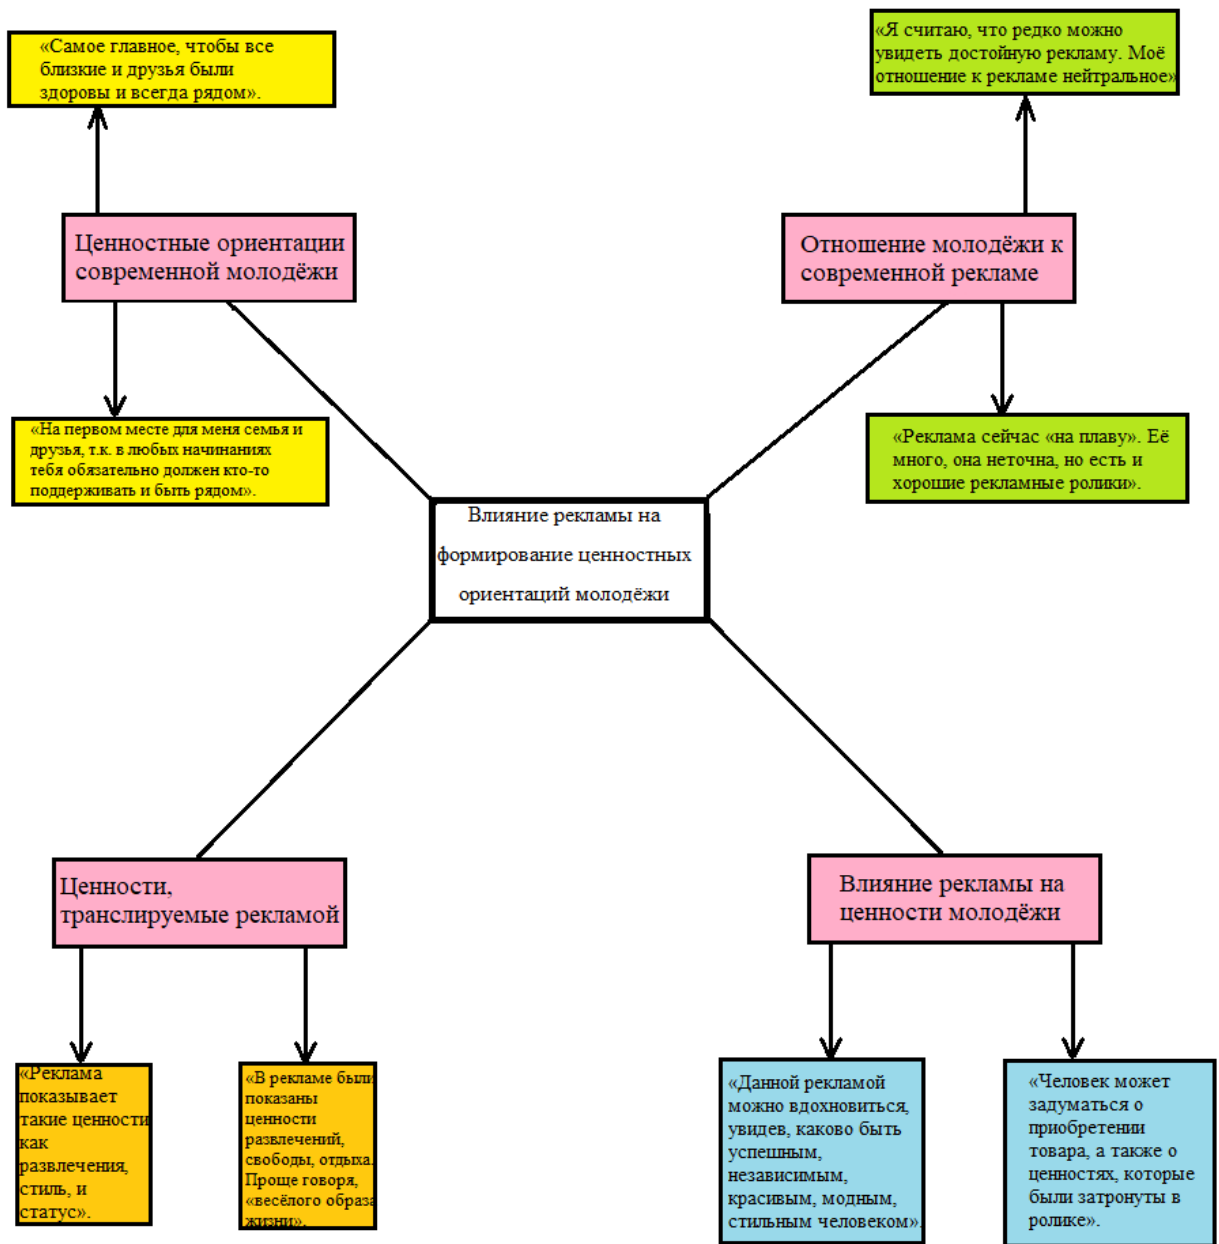 «Самое главное, чтобы все
близкие и друзья были
здоровы и всегда рядом».
«Я считаю, что редко можно
увидеть достойную рекламу. Моё
отношение к рекламе нейтральное»
Ценностные ориентации
современной молодёжи
Отношение молодёжи к
современной рекламе
«На первом месте для меня семья и
друзья, т.к. в любых начинаниях
тебя обязательно должен кто-то
поддерживать и быть рядом».
«Реклама сейчас «на плаву». Её
много, она неточна, но есть и
хорошие рекламные ролики».
Влияние рекламы на
формирование ценностных
ориентаций молодёжи
Ценности,
транслируемые рекламой
Влияние рекламы на
ценности молодёжи
«Реклама
показывает
такие ценности
как
развлечения,
стиль, и
статус».
«В рекламе были
показаны
ценности
развлечений,
свободы, отдыха.
Проще говоря,
«весёлого образа
жизни».
«Данной рекламой
можно вдохновиться,
увидев, каково быть
успешным,
независимым,
красивым, модным,
стильным человеком».
«Человек может
задуматься о
приобретении
товара, а также о
ценностях, которые
были затронуты в
ролике».